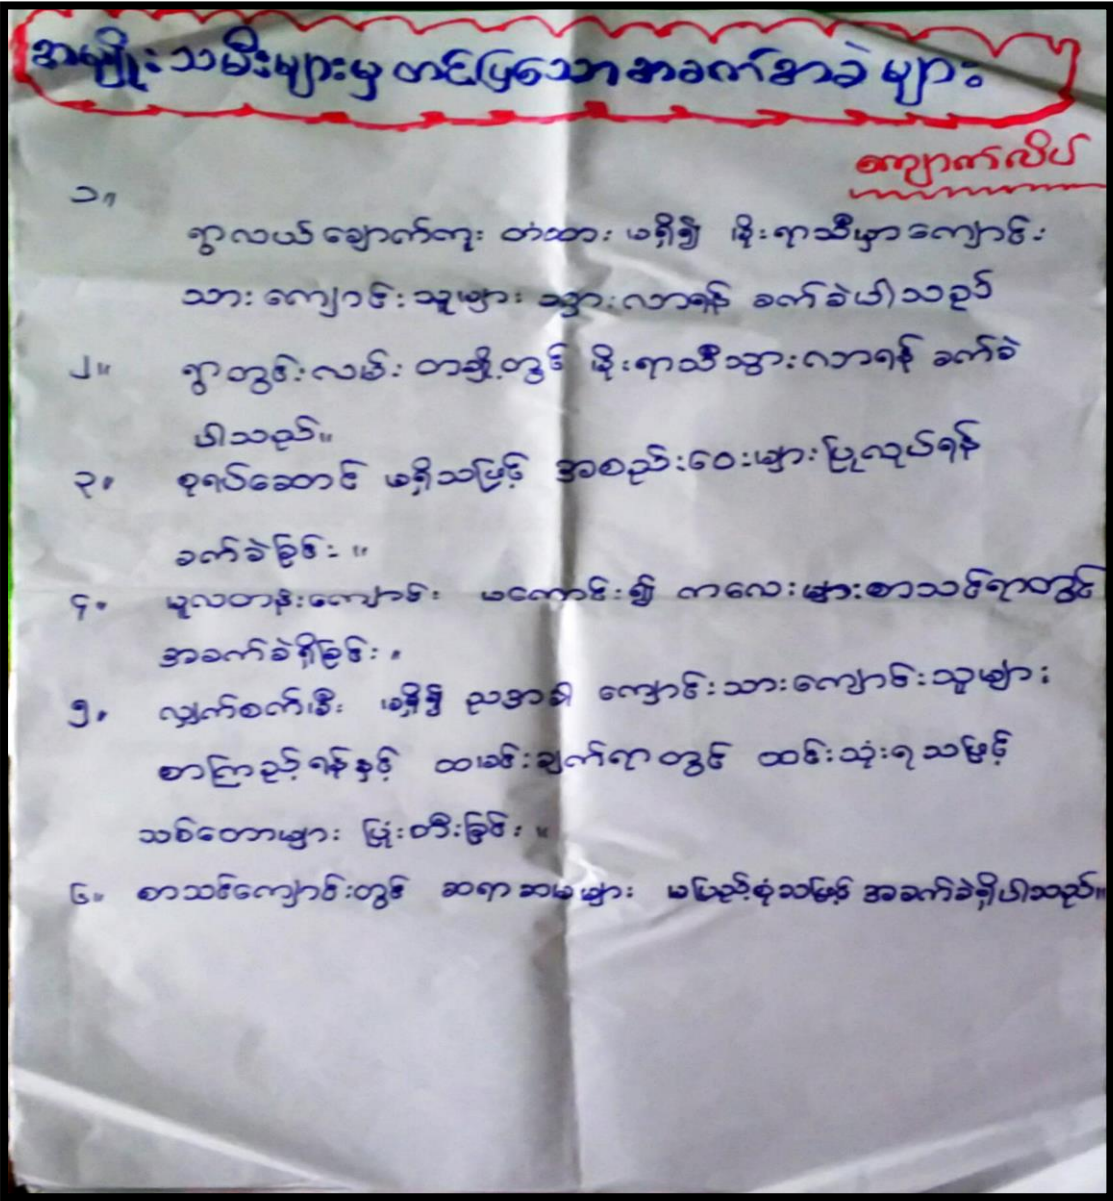 အမျိုးသမီးများမှ တင်ပြသော အခက်အခဲ များ
ကျောက်လိပ်
၁။
ရွာလယ်ချောက်ကူး တံတား မရှိ၍ မိုးရာသီမှာ ကျောင်း
သား ကျောင်းသူများ သွားလာရန် ခက်ခဲပါသည်
၂။ ရွာတွင်းလမ်း တချို့တွင် မိုးရာသီသွားလာရန် ခက်ခဲ
ပါသည်။
၃။ စုရပ်ဆောင် မရှိသဖြင့် အစည်းဝေးများ ပြုလုပ်ရန်
ခက်ခဲခြင်း ။
၄။ မူလတန်းကျောင်း မကောင်း၍ ကလေးများစာသင်ရာတွင်
အခက်ခဲရှိခြင်း ။
၅။ လျှပ်စက်မီး မရှိ၍ ညအခါ ကျောင်းသားကျောင်းသူများ
စာကြည့်ရန်နှင့် ထမင်းချက်ရာတွင် ထင်းသုံးရသဖြင့်
သစ်တောများ ပြုံးတီးခြင်း ။
၆။ စာသင်ကျောင်းတွင် ဆရာဆမများ မပြည့်စုံသဖြင့် အခက်ခဲရှိပါသည်။